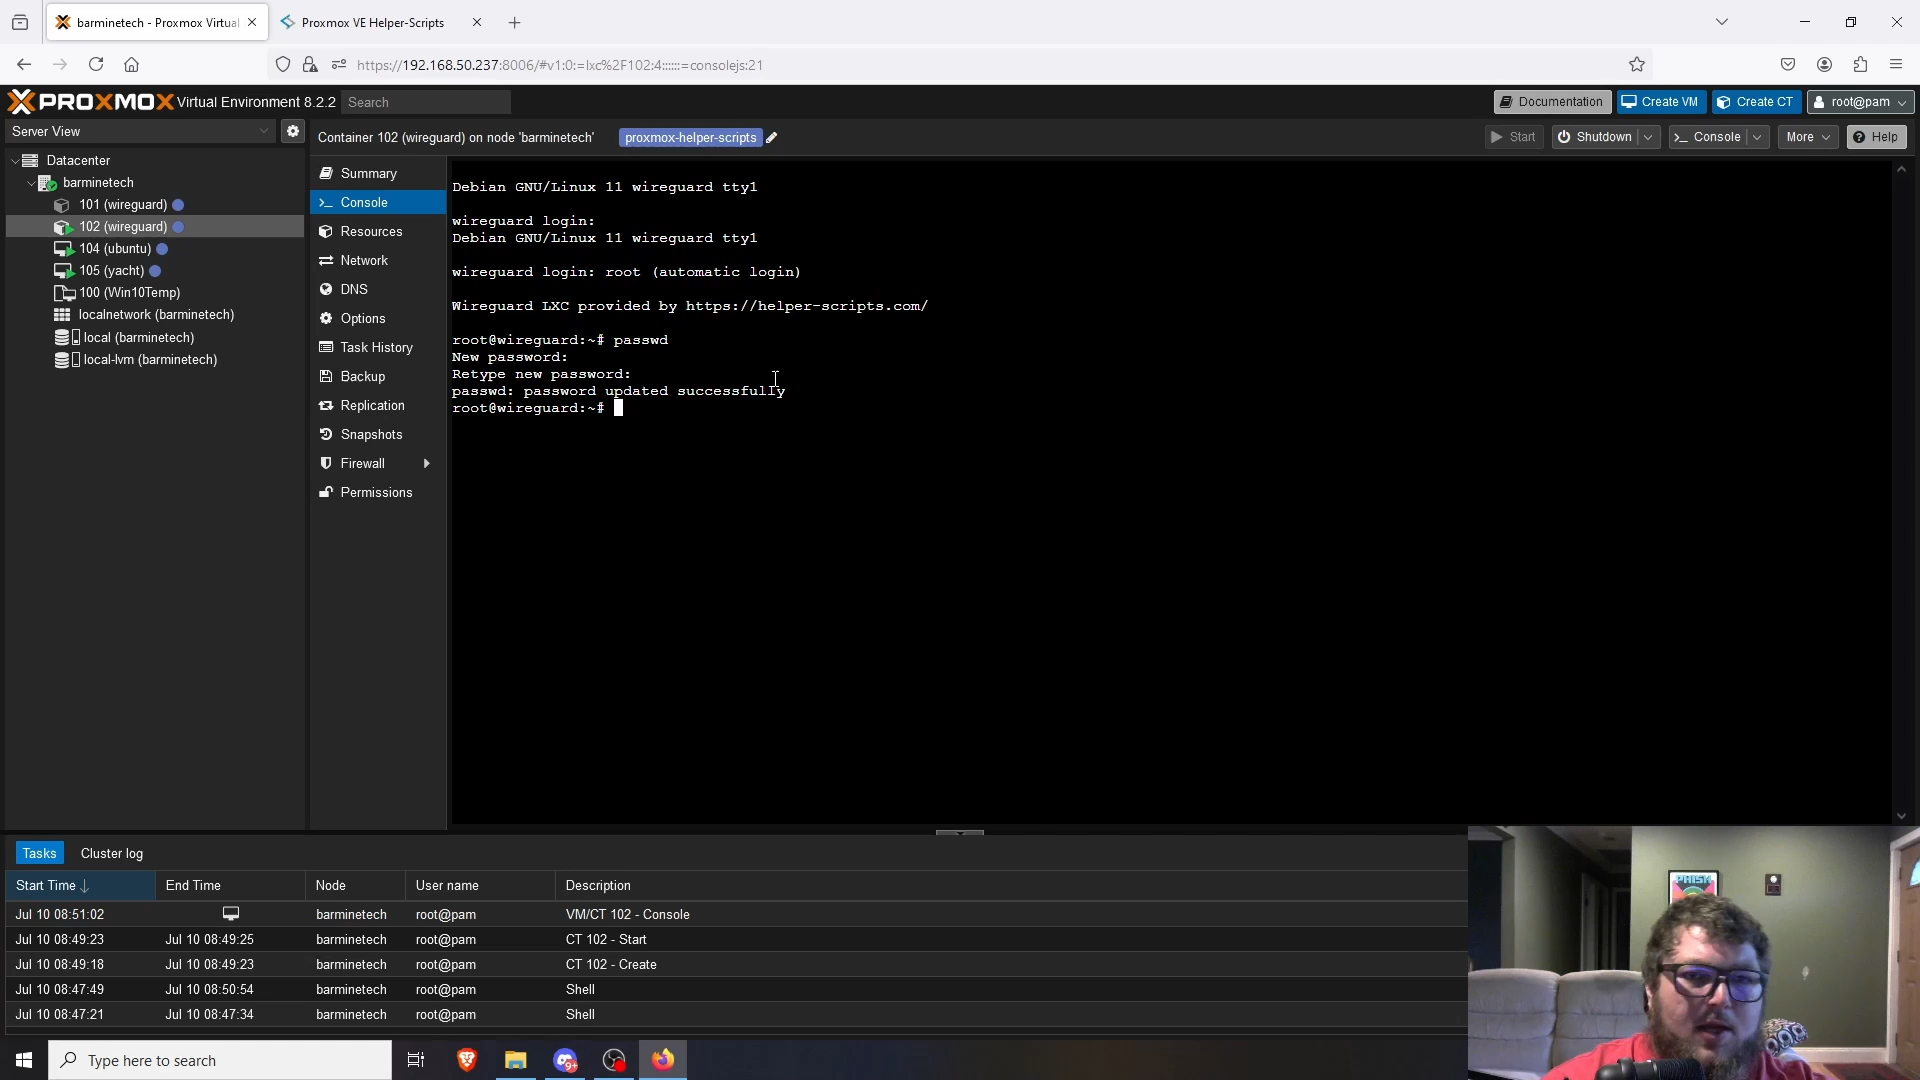 barminetech - Proxmox Virtual
Proxmox VE Helper-Scripts
https://192.168.50.237:8006/#v1:0:=lxc%2F102:4::::::=consolejs:21
PROXMOX Virtual Environment 8.2.2
Search
Documentation
Create VM
Create CT
root@pam
Server View
Container 102 (wireguard) on node 'barminetech'
proxmox-helper-scripts
Start
Shutdown
Console
More
Help
Datacenter
barminetech
101 (wireguard)
102 (wireguard)
104 (ubuntu)
105 (yacht)
100 (Win10Temp)
localnetwork (barminetech)
local (barminetech)
local-lvm (barminetech)
Summary
Console
Resources
Network
DNS
Options
Task History
Backup
Replication
Snapshots
Firewall
Permissions
Debian GNU/Linux 11 wireguard tty1
wireguard login:
Debian GNU/Linux 11 wireguard tty1
wireguard login: root (automatic login)
Wireguard LXC provided by https://helper-scripts.com/
root@wireguard:~# passwd
New password:
Retype new password:
passwd: password updated successfully
root@wireguard:~#
Tasks
Cluster log
Start Time
End Time
Node
User name
Description
Jul 10 08:51:02
barminetech
root@pam
VM/CT 102 - Console
Jul 10 08:49:23
Jul 10 08:49:25
barminetech
root@pam
CT 102 - Start
Jul 10 08:49:18
Jul 10 08:49:23
barminetech
root@pam
CT 102 - Create
Jul 10 08:47:49
Jul 10 08:50:54
barminetech
root@pam
Shell
Jul 10 08:47:21
Jul 10 08:47:34
barminetech
root@pam
Shell
PHISH
Type here to search
9+